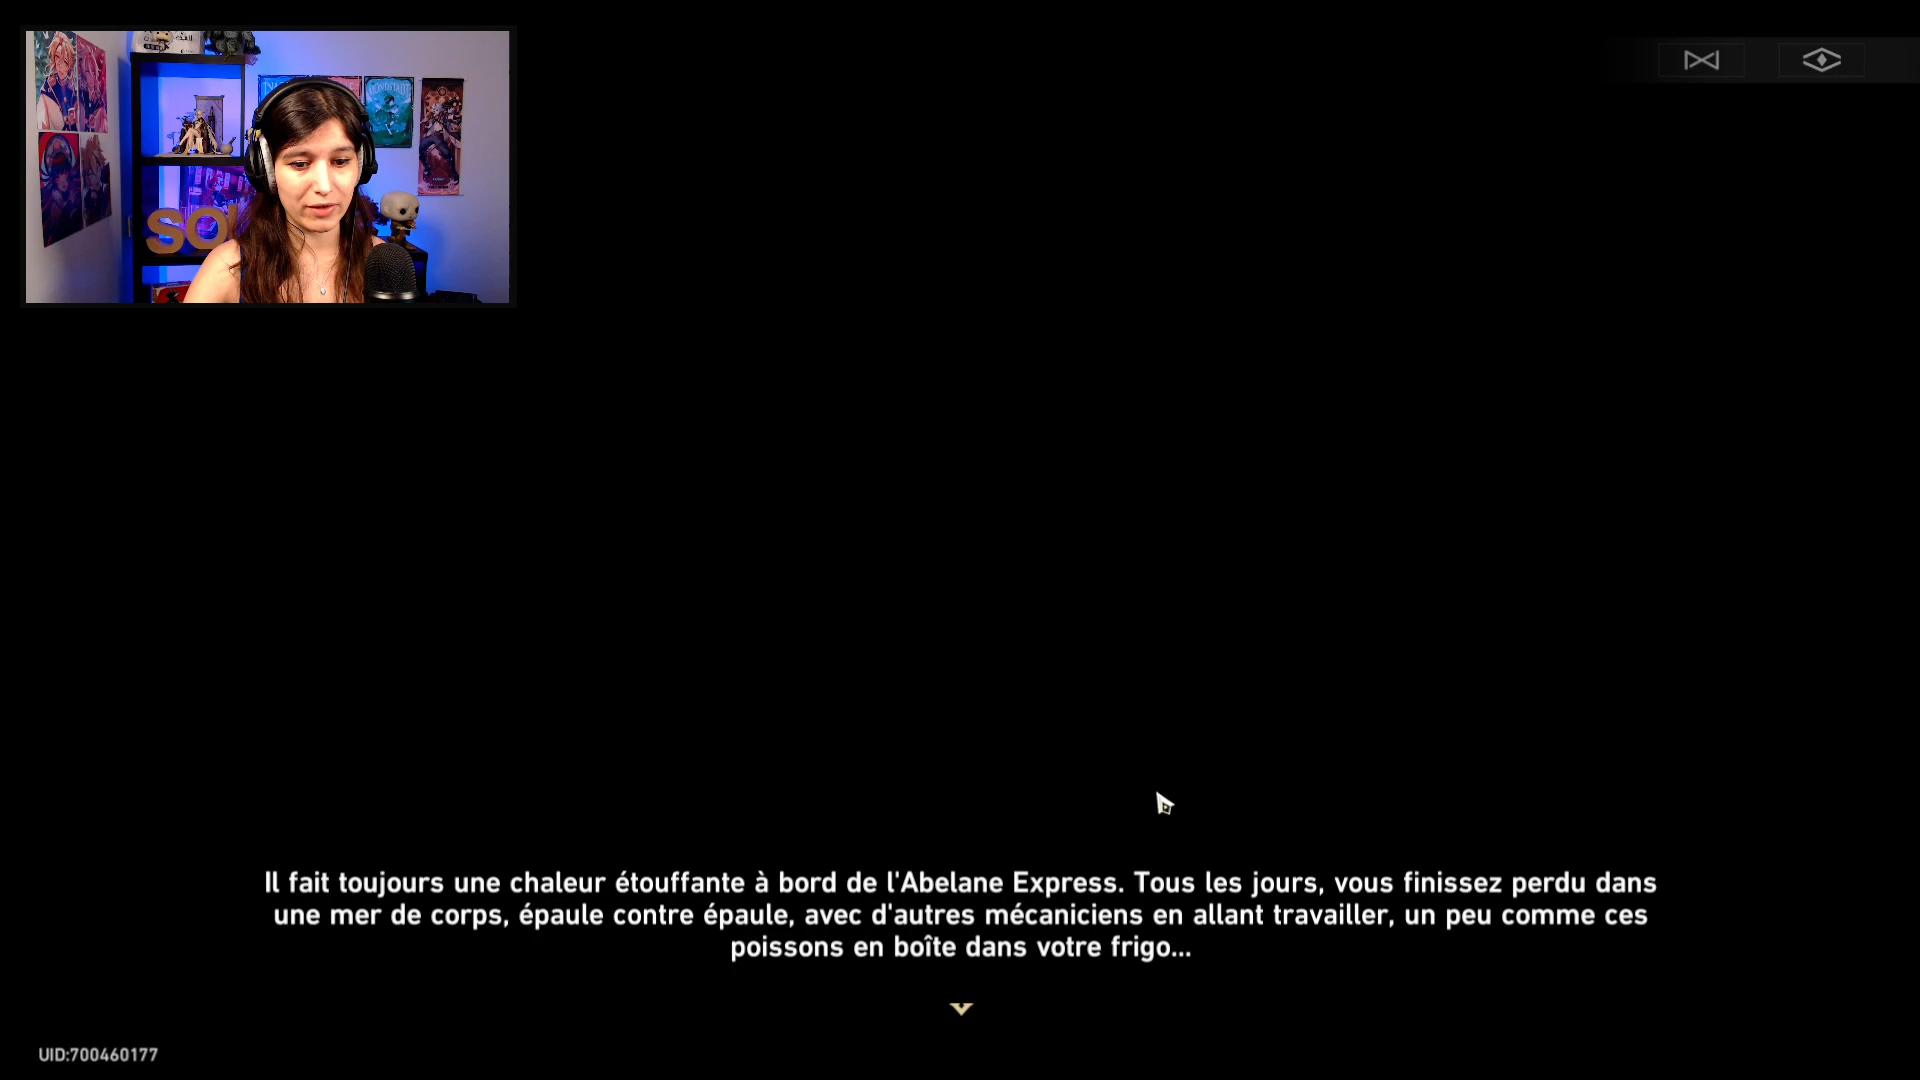 SO
MONDSTADT
Il fait toujours une chaleur étouffante à bord de l'Abelane Express. Tous les jours, vous finissez perdu dans
une mer de corps, épaule contre épaule, avec d'autres mécaniciens en allant travailler, un peu comme ces
poissons en boîte dans votre frigo...
UID:700460177